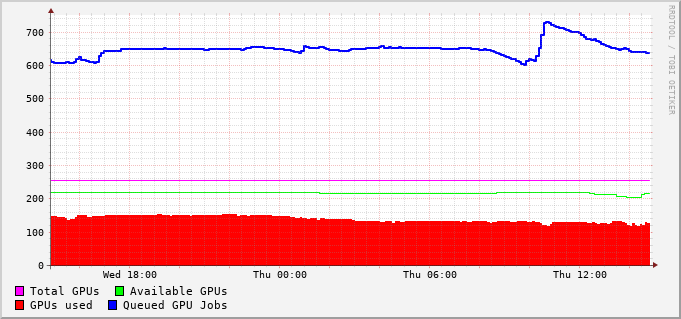 700
600
500
400
300
200
100
0
Wed 18:00 Thu 00:00 Thu 06:00 Thu 12:00
Total GPUs Available GPUs
GPUs used Queued GPU Jobs
RRDTOOL / TOBI OETIKER